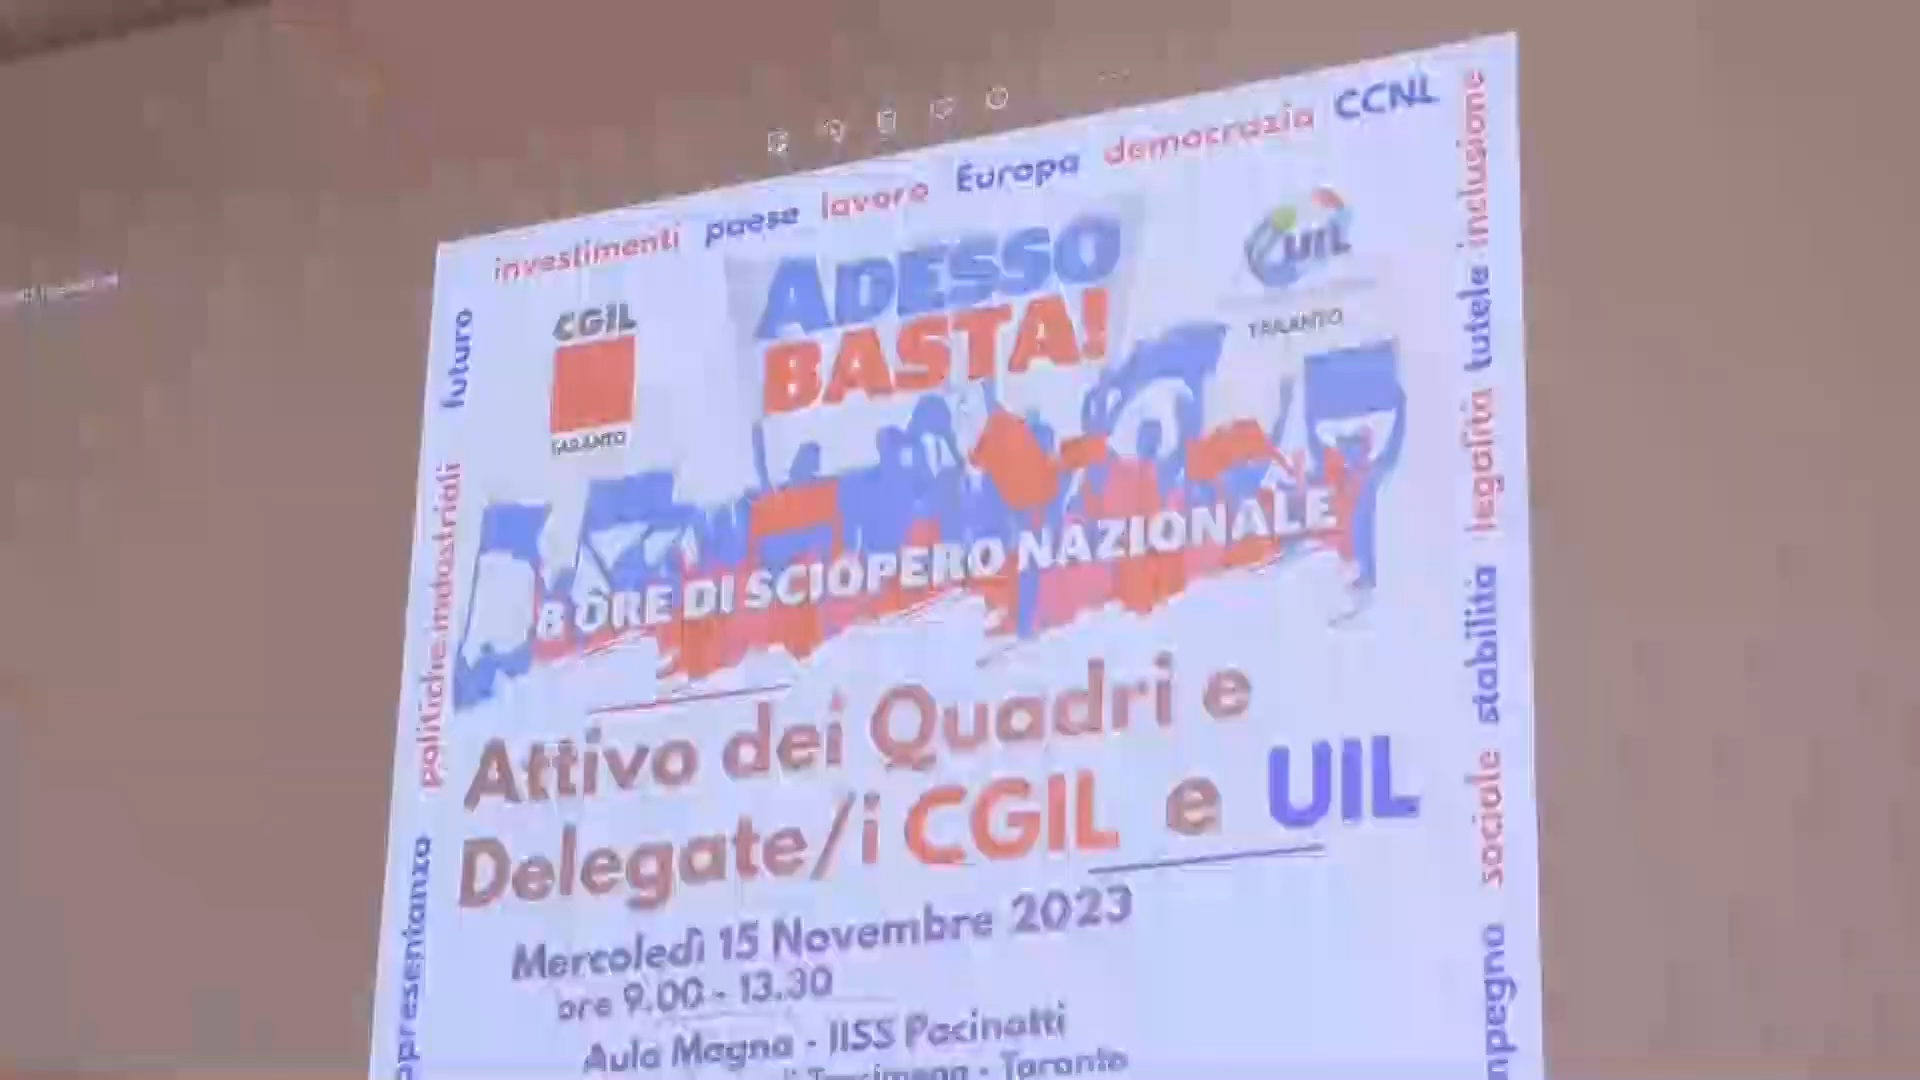 investimenti paese lavoro Europa democrazia CCNL
inclusione
tutele
legalità
stabilità
sociale
futuro
politiche industriali
CGIL
TARANTO
ADESSO
BASTA!
UIL
TARANTO
8 ORE DI SCIOPERO NAZIONALE
Attivo dei Quadri e
Delegate/i CGIL e UIL
Mercoledì 15 Novembre 2023
ore 9.00 - 13.30
Aula Magna - IISS Pacinotti
- Taranto